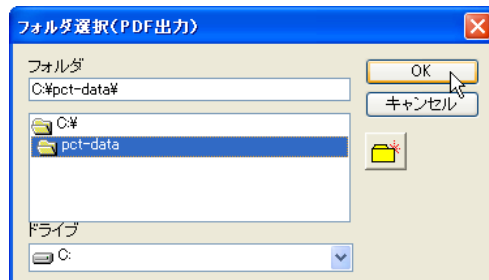 フォルダ選択(PDF出力)
フォルダ
OK
C:¥pct-data¥
キャンセル
C:¥
pct-data
ドライブ
C: